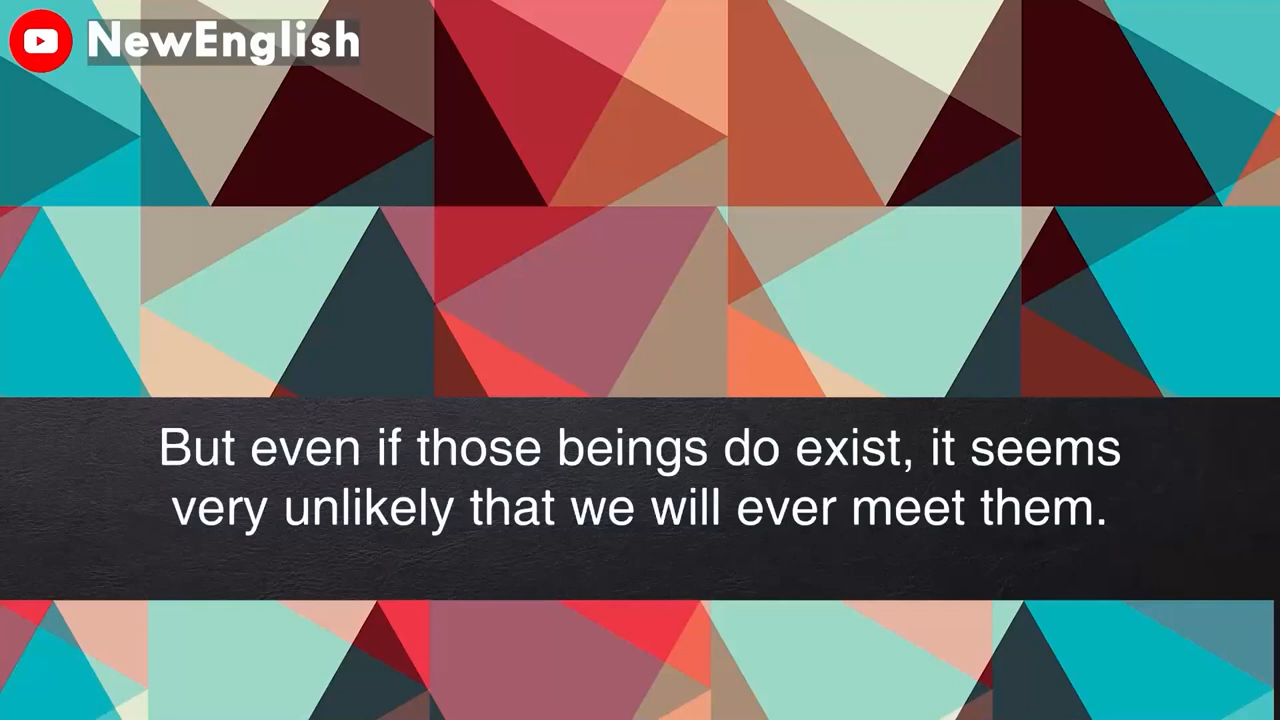 NewEnglish
But even if those beings do exist, it seems
very unlikely that we will ever meet them.